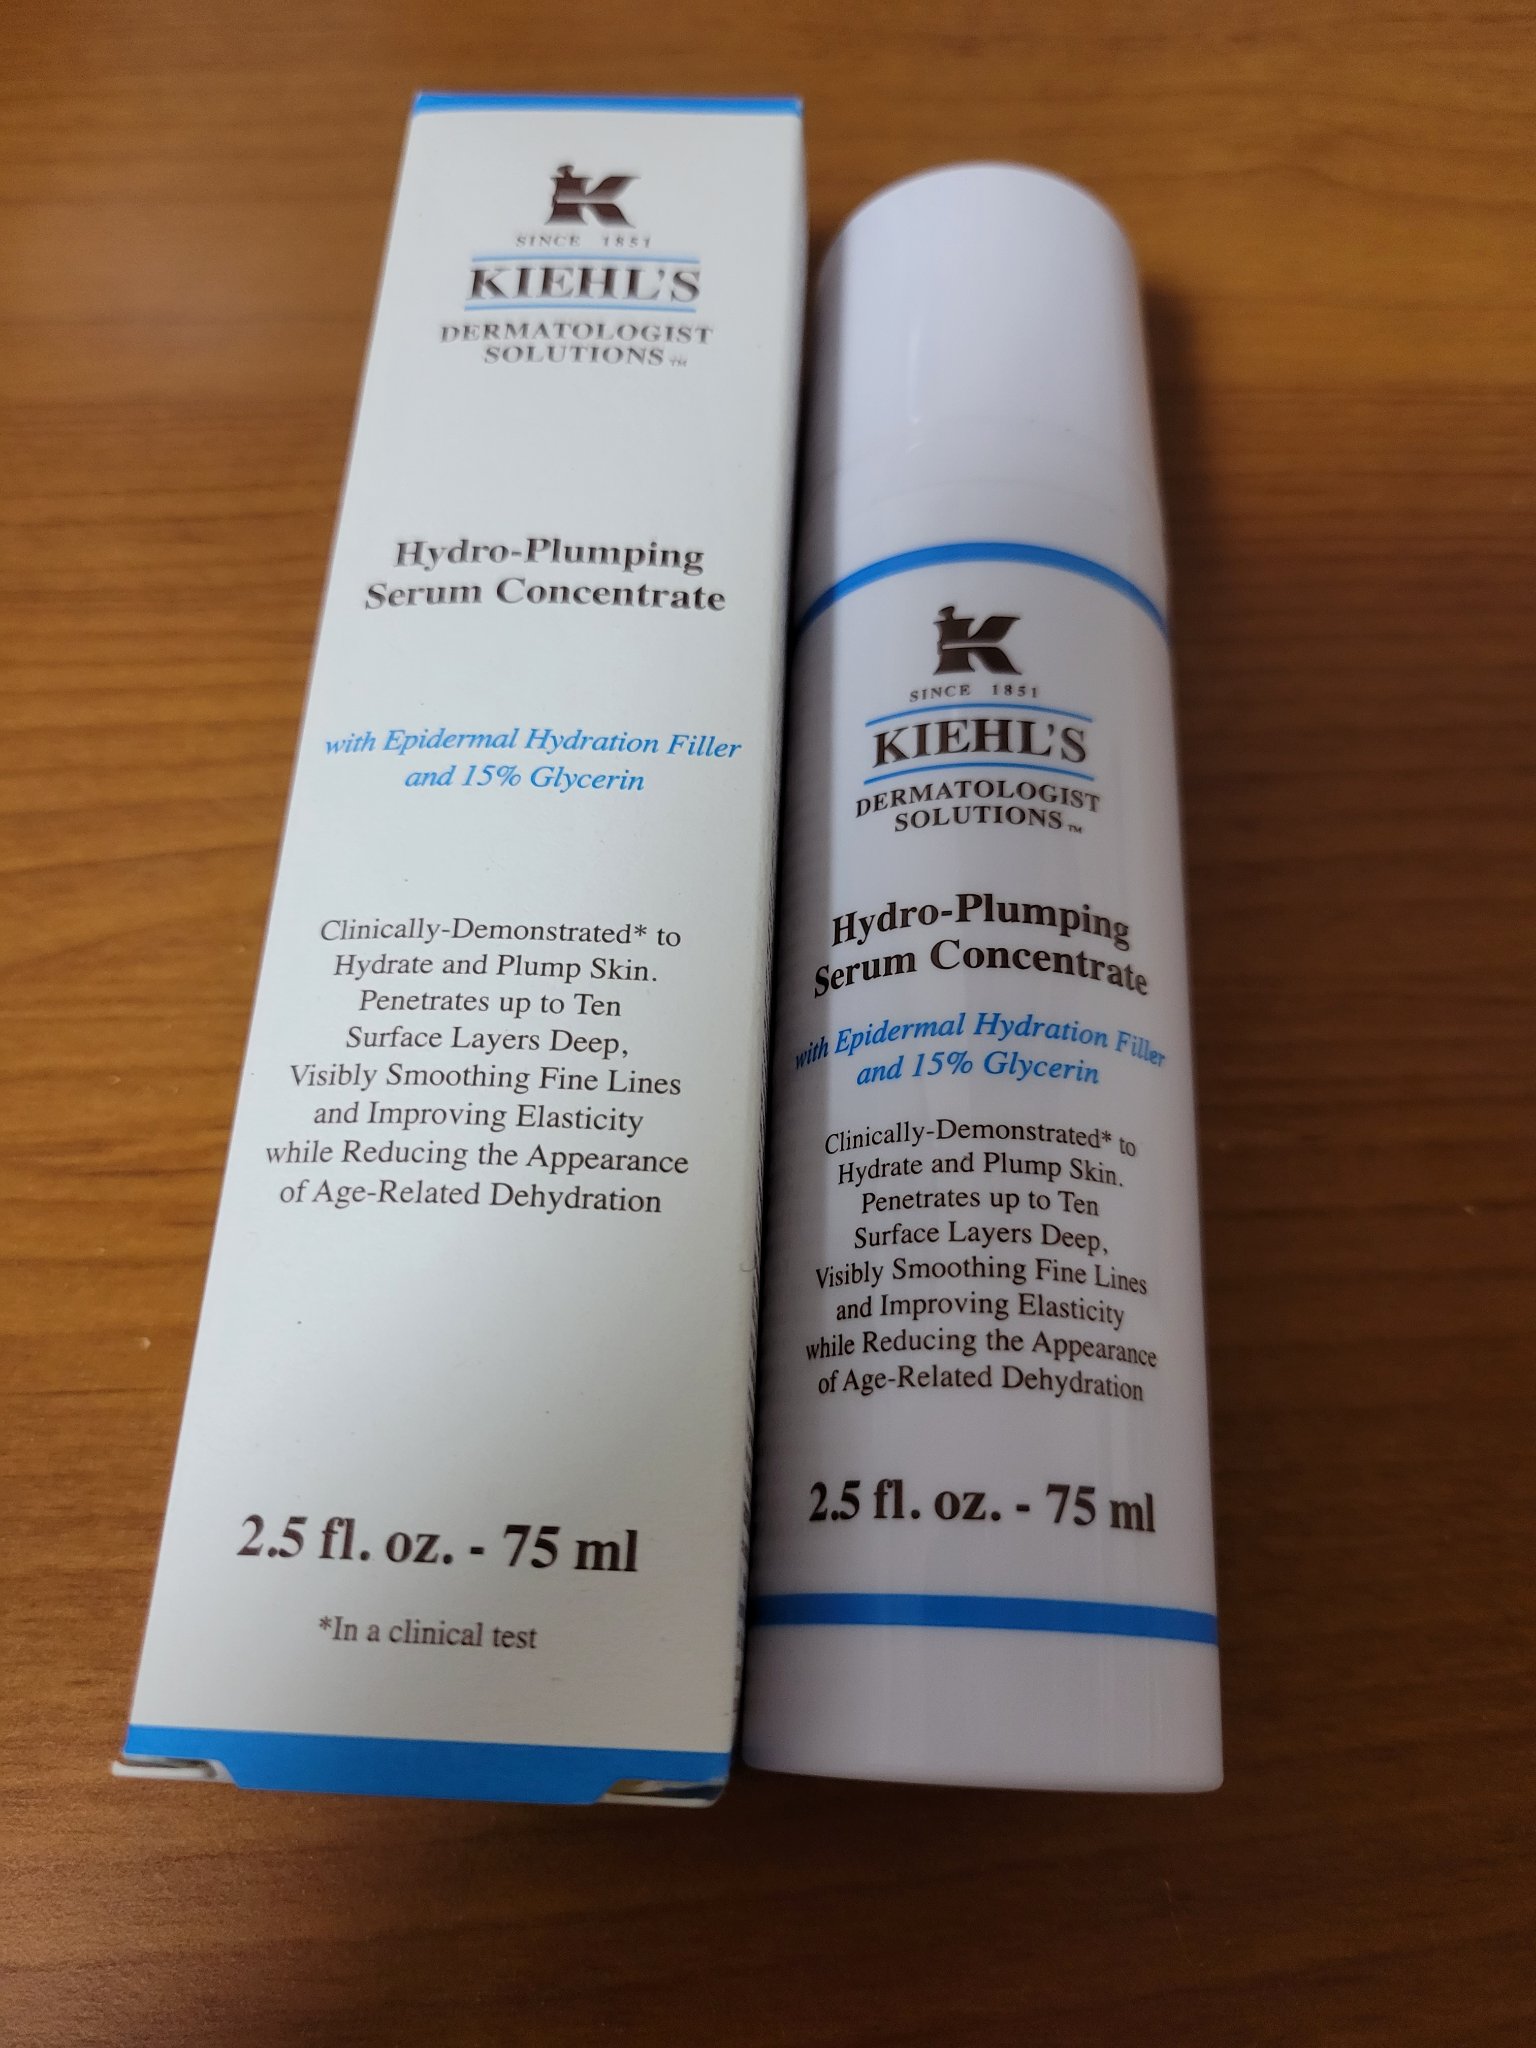 K
SINCE 1851
KIEHL'S
DERMATOLOGIST
SOLUTIONS™
Hydro-Plumping
Serum Concentrate
with Epidermal Hydration Filler
and 15% Glycerin
Clinically-Demonstrated* to
Hydrate and Plump Skin.
Penetrates up to Ten
Surface Layers Deep,
Visibly Smoothing Fine Lines
and Improving Elasticity
while Reducing the Appearance
of Age-Related Dehydration
2.5 fl. oz. - 75 ml
*In a clinical test
K
SINCE 1851
KIEHL'S
DERMATOLOGIST
SOLUTIONS™
Hydro-Plumping
Serum Concentrate
with Epidermal Hydration Filler
and 15% Glycerin
Clinically-Demonstrated* to
Hydrate and Plump Skin.
Penetrates up to Ten
Surface Layers Deep,
Visibly Smoothing Fine Lines
and Improving Elasticity
while Reducing the Appearance
of Age-Related Dehydration
2.5 fl. oz. - 75 ml